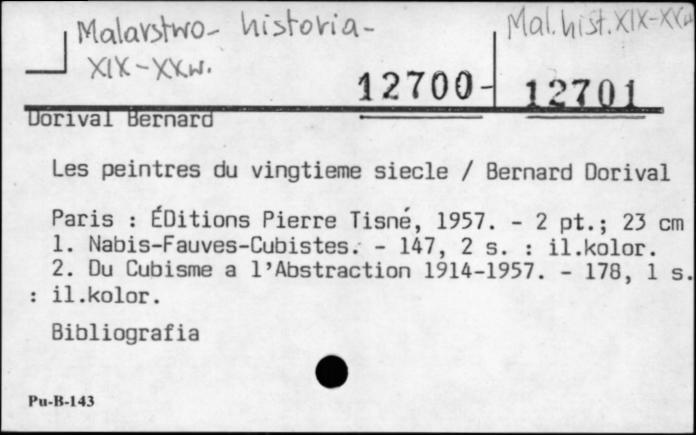 Malarstwo - historia -
XIX - XXw.
Mal. hist. XIX-XXw
12700-
12701
Dorival Bernard
Les peintres du vingtieme siecle / Bernard Dorival
Paris : ÉDitions Pierre Tisné, 1957. - 2 pt.; 23 cm
1. Nabis-Fauves-Cubistes. - 147, 2 s. : il.kolor.
2. Du Cubisme a l'Abstraction 1914-1957. - 178, 1 s.
: il.kolor.
Bibliografia
Pu-B-143